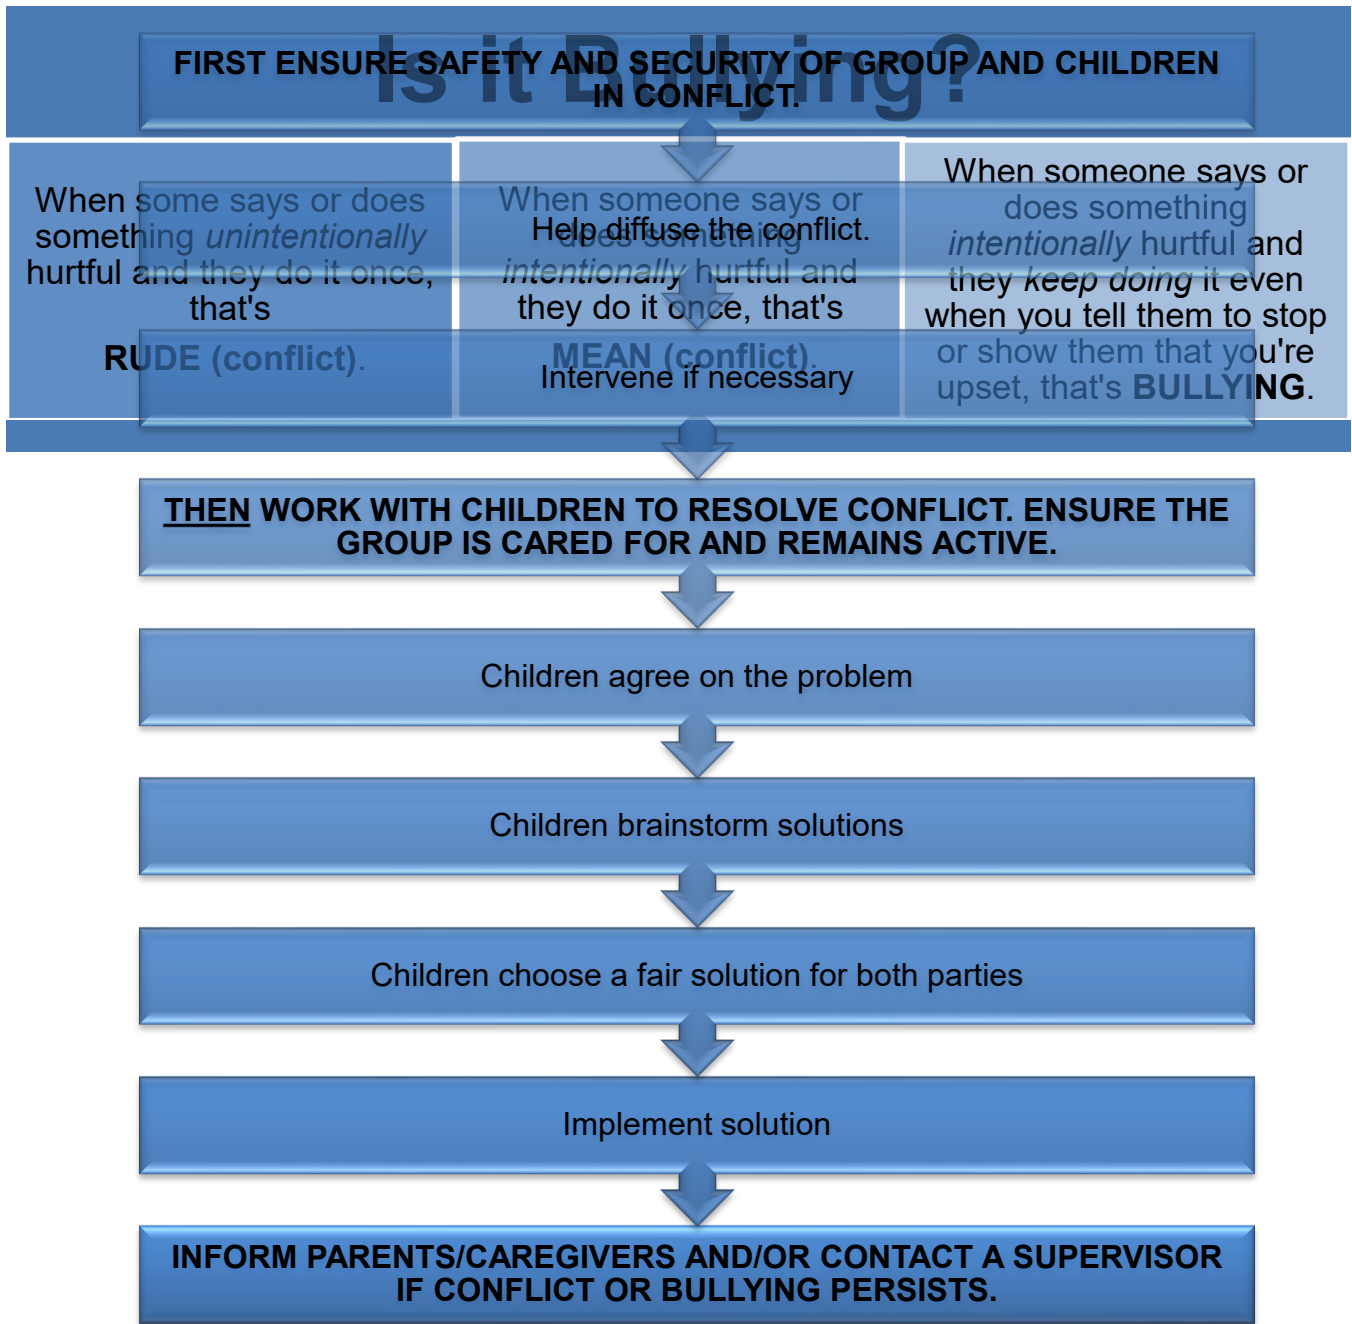 Is it Bullying?
When some says or does
something unintentionally
hurtful and they do it once,
that's
RUDE (conflict).
When someone says or
does something
intentionally hurtful and
they do it once, that's
MEAN (conflict).
When someone says or
does something
intentionally hurtful and
they keep doing it even
when you tell them to stop
or show them that you're
upset, that's BULLYING.
FIRST ENSURE SAFETY AND SECURITY OF GROUP AND CHILDREN
IN CONFLICT.
Help diffuse the conflict.
Intervene if necessary
THEN WORK WITH CHILDREN TO RESOLVE CONFLICT. ENSURE THE
GROUP IS CARED FOR AND REMAINS ACTIVE.
Children agree on the problem
Children brainstorm solutions
Children choose a fair solution for both parties
Implement solution
INFORM PARENTS/CAREGIVERS AND/OR CONTACT A SUPERVISOR
IF CONFLICT OR BULLYING PERSISTS.